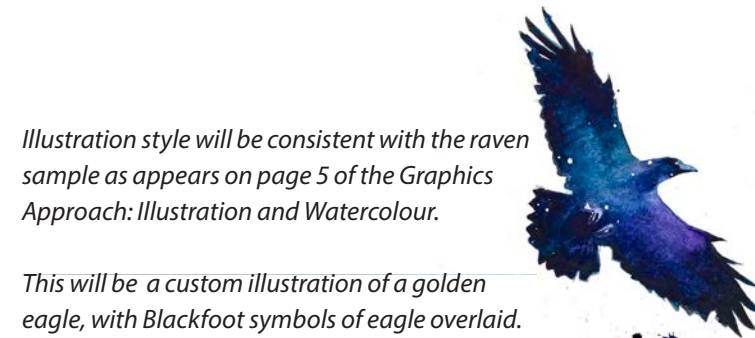 Illustration style will be consistent with the raven
sample as appears on page 5 of the Graphics
Approach: Illustration and Watercolour.
This will be a custom illustration of a golden
eagle, with Blackfoot symbols of eagle overlaid.